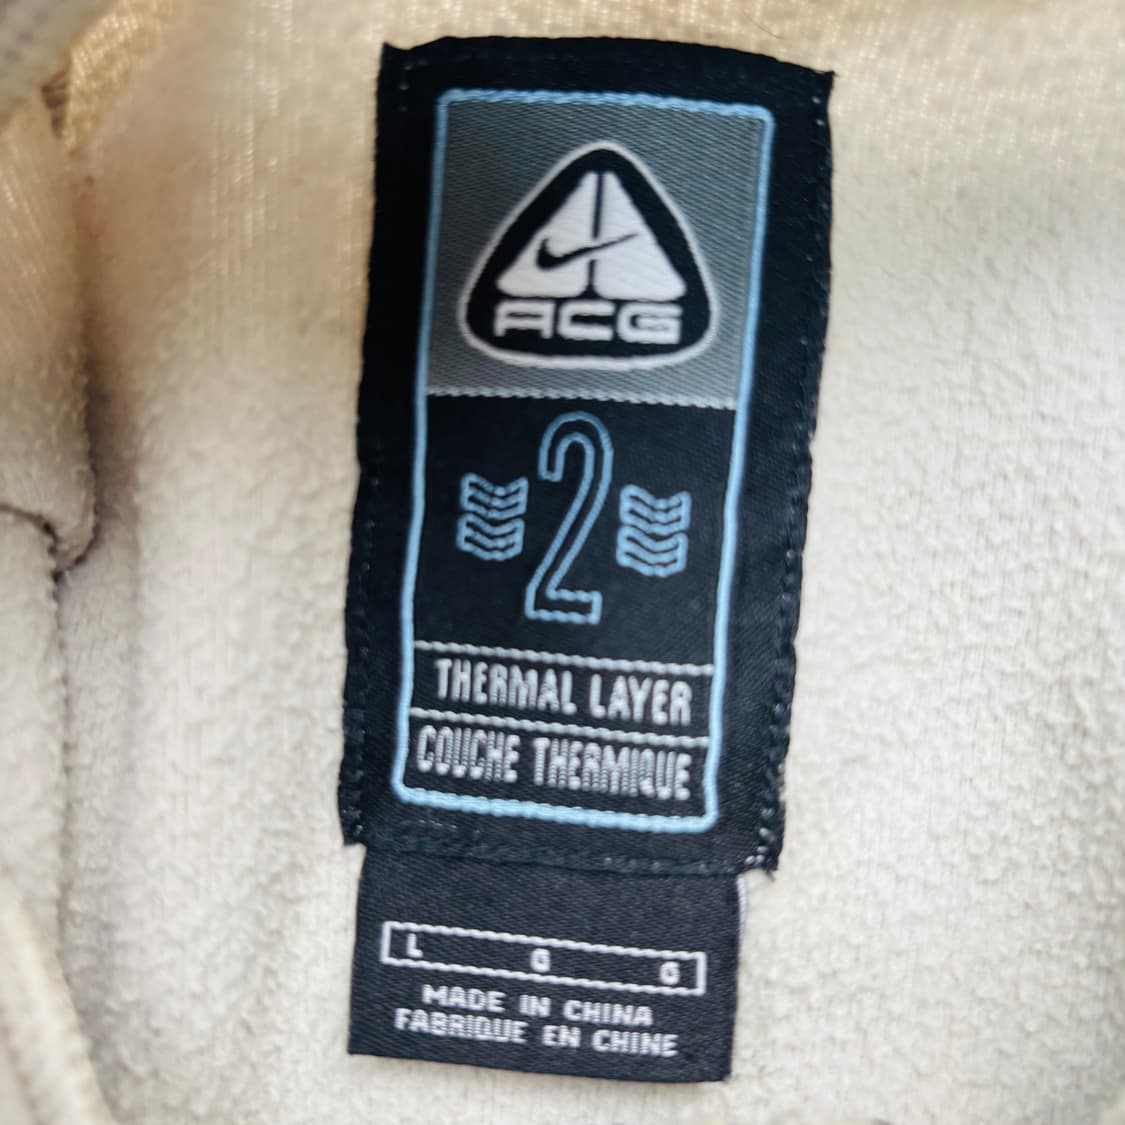 ACG
2
THERMAL LAYER
COUCHE THERMIQUE
L G G
MADE IN CHINA
FABRIQUE EN CHINE